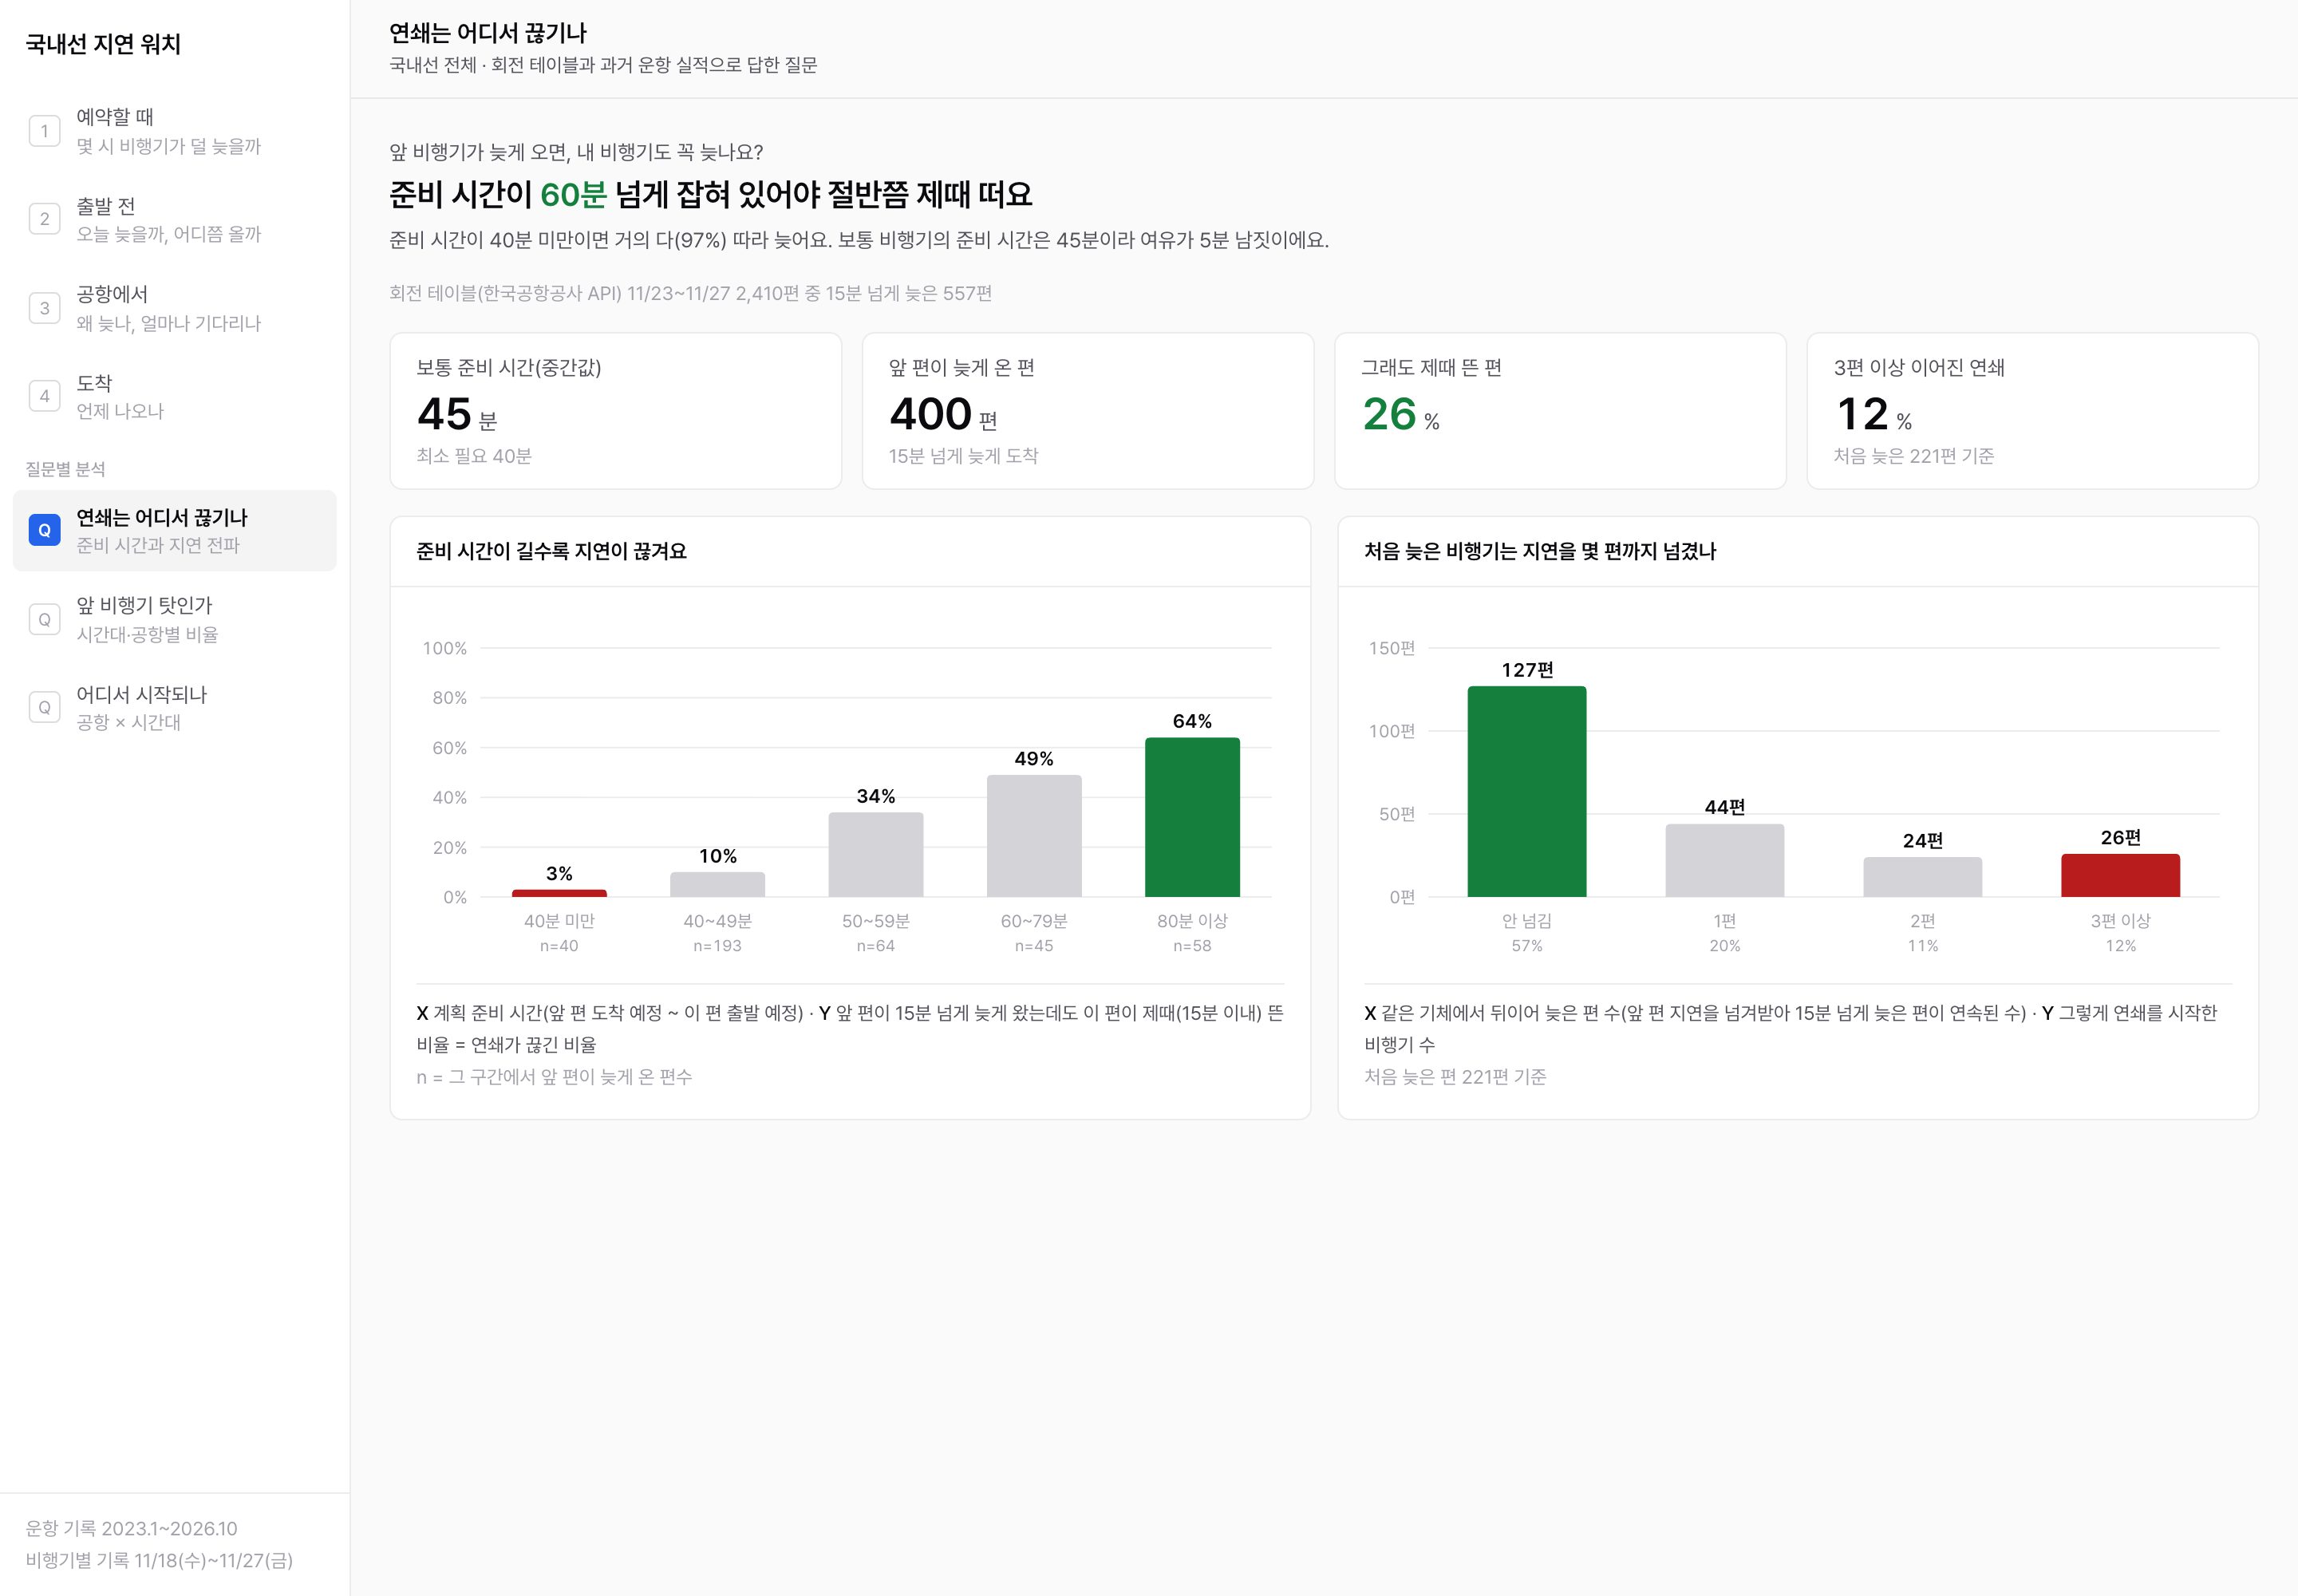 국내선 지연 워치
1
예약할 때
몇 시 비행기가 덜 늦을까
2
출발 전
오늘 늦을까, 어디쯤 올까
3
공항에서
왜 늦나, 얼마나 기다리나
4
도착
언제 나오나
질문별 분석
Q
연쇄는 어디서 끊기나
준비 시간과 지연 전파
Q
앞 비행기 탓인가
시간대·공항별 비율
Q
어디서 시작되나
공항 × 시간대
운항 기록 2023.1~2026.10
비행기별 기록 11/18(수)~11/27(금)
연쇄는 어디서 끊기나
국내선 전체 · 회전 테이블과 과거 운항 실적으로 답한 질문
앞 비행기가 늦게 오면, 내 비행기도 꼭 늦나요?
준비 시간이 60분 넘게 잡혀 있어야 절반쯤 제때 떠요
준비 시간이 40분 미만이면 거의 다(97%) 따라 늦어요. 보통 비행기의 준비 시간은 45분이라 여유가 5분 남짓이에요.
회전 테이블(한국공항공사 API) 11/23~11/27 2,410편 중 15분 넘게 늦은 557편
보통 준비 시간(중간값)
45 분
최소 필요 40분
앞 편이 늦게 온 편
400 편
15분 넘게 늦게 도착
그래도 제때 뜬 편
26 %
3편 이상 이어진 연쇄
12 %
처음 늦은 221편 기준
준비 시간이 길수록 지연이 끊겨요
100%
80%
60%
40%
20%
0%
3%
10%
34%
49%
64%
40분 미만
40~49분
50~59분
60~79분
80분 이상
n=40
n=193
n=64
n=45
n=58
X 계획 준비 시간(앞 편 도착 예정 ~ 이 편 출발 예정) · Y 앞 편이 15분 넘게 늦게 왔는데도 이 편이 제때(15분 이내) 뜬
비율 = 연쇄가 끊긴 비율
n = 그 구간에서 앞 편이 늦게 온 편수
처음 늦은 비행기는 지연을 몇 편까지 넘겼나
150편
100편
50편
0편
127편
44편
24편
26편
안 넘김
1편
2편
3편 이상
57%
20%
11%
12%
X 같은 기체에서 뒤이어 늦은 편 수(앞 편 지연을 넘겨받아 15분 넘게 늦은 편이 연속된 수) · Y 그렇게 연쇄를 시작한
비행기 수
처음 늦은 편 221편 기준